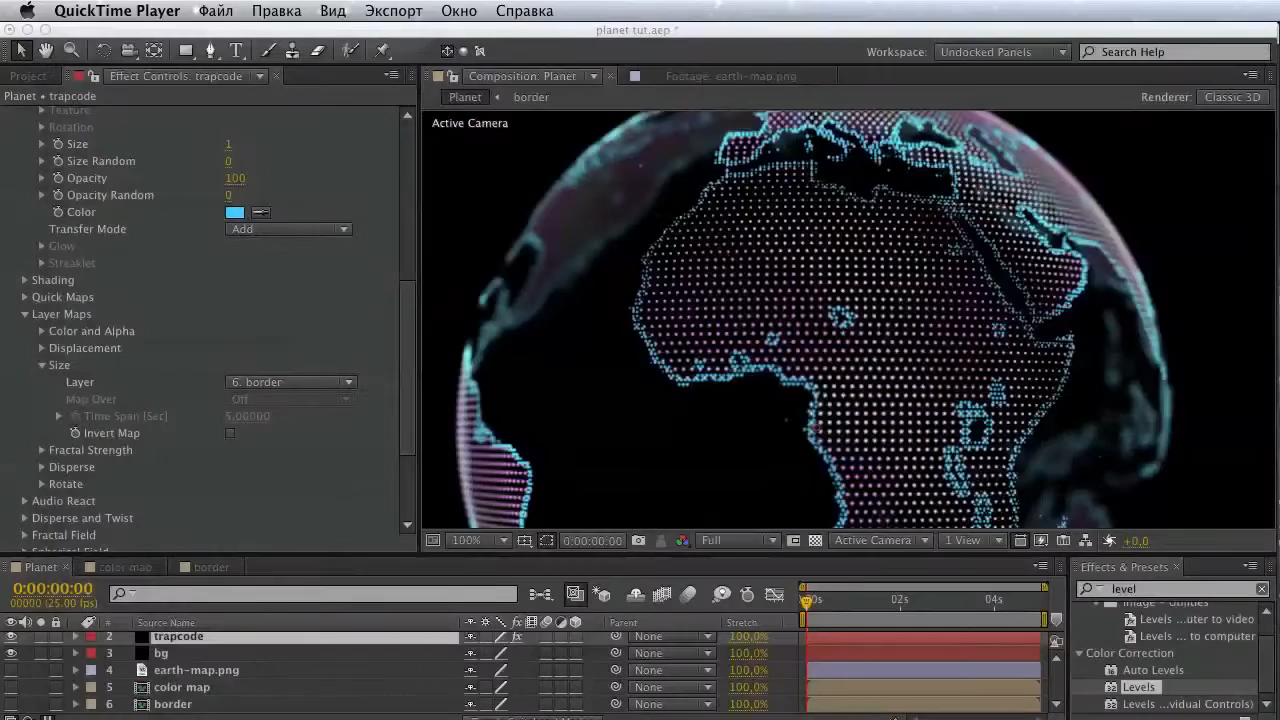 QuickTime Player Файл Правка Вид Экспорт Окно Справка
planet tut.aep *
Workspace: Undocked Panels Search Help
Project Effect Controls: trapcode Composition: Planet Footage: earth-map.png
Planet • trapcode Planet border Renderer: Classic 3D
Texture
Active Camera
Rotation
Size 1
Size Random 0
Opacity 100
Opacity Random 0
Color
Transfer Mode Add
Glow
Streaklet
Shading
Quick Maps
Layer Maps
Color and Alpha
Displacement
Size
Layer 6. border
Map Over Off
Time Span [Sec] 5.00000
Invert Map
Fractal Strength
Disperse
Rotate
Audio React
Disperse and Twist
Fractal Field
100% 0:00:00:00 Full Active Camera 1 View +0,0
Planet color map border Effects & Presets
0:00:00:00 level
00000 (25.00 fps) 00s 02s 04s
# Source Name Parent Stretch
Image - Utilities
Levels ...uter to video
2 trapcode None 100,0% Levels ... to computer
3 bg None 100,0% Color Correction
4 earth-map.png None 100,0% Auto Levels
5 color map None 100,0% Levels
6 border None 100,0% Levels ...vidual Controls)